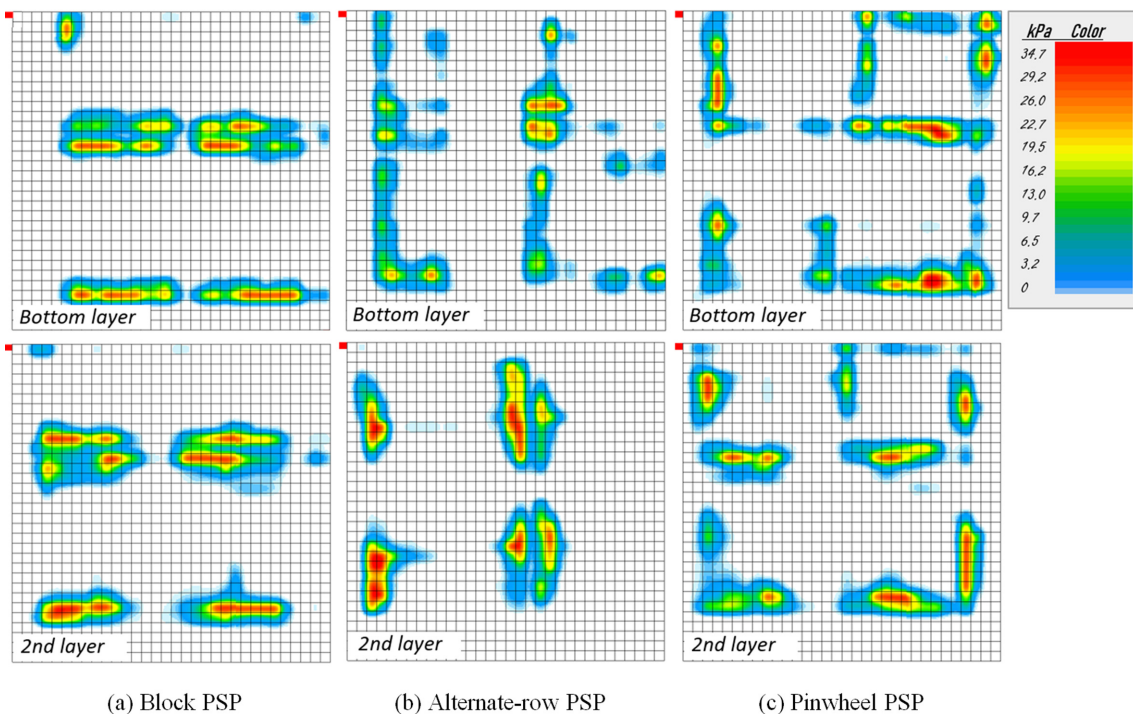 kPa Color
34,7
29,2
26,0
22,7
19,5
16,2
13,0
9,7
6,5
3,2
0
Bottom layer
Bottom layer
Bottom layer
2nd layer
2nd layer
2nd layer
(a) Block PSP
(b) Alternate-row PSP
(c) Pinwheel PSP